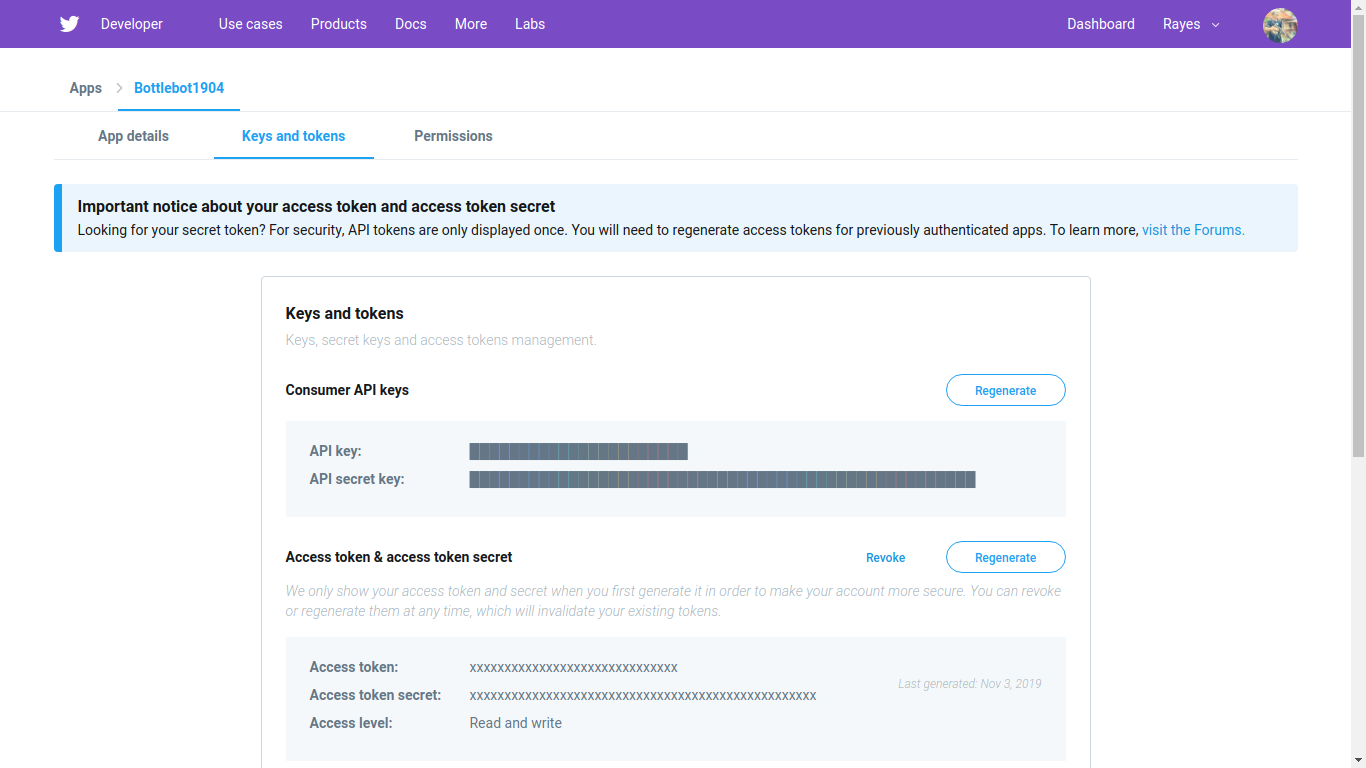 Developer Use cases Products Docs More Labs Dashboard Rayes
Apps Bottlebot1904
App details Keys and tokens Permissions
Important notice about your access token and access token secret
Looking for your secret token? For security, API tokens are only displayed once. You will need to regenerate access tokens for previously authenticated apps. To learn more, visit the Forums.
Keys and tokens
Keys, secret keys and access tokens management.
Consumer API keys Regenerate
API key:
API secret key:
Access token & access token secret Revoke Regenerate
We only show your access token and secret when you first generate it in order to make your account more secure. You can revoke
or regenerate them at any time, which will invalidate your existing tokens.
Access token: xxxxxxxxxxxxxxxxxxxxxxxxxxxxxx
Last generated: Nov 3, 2019
Access token secret: xxxxxxxxxxxxxxxxxxxxxxxxxxxxxxxxxxxxxxxxxxxxxxxxxx
Access level: Read and write